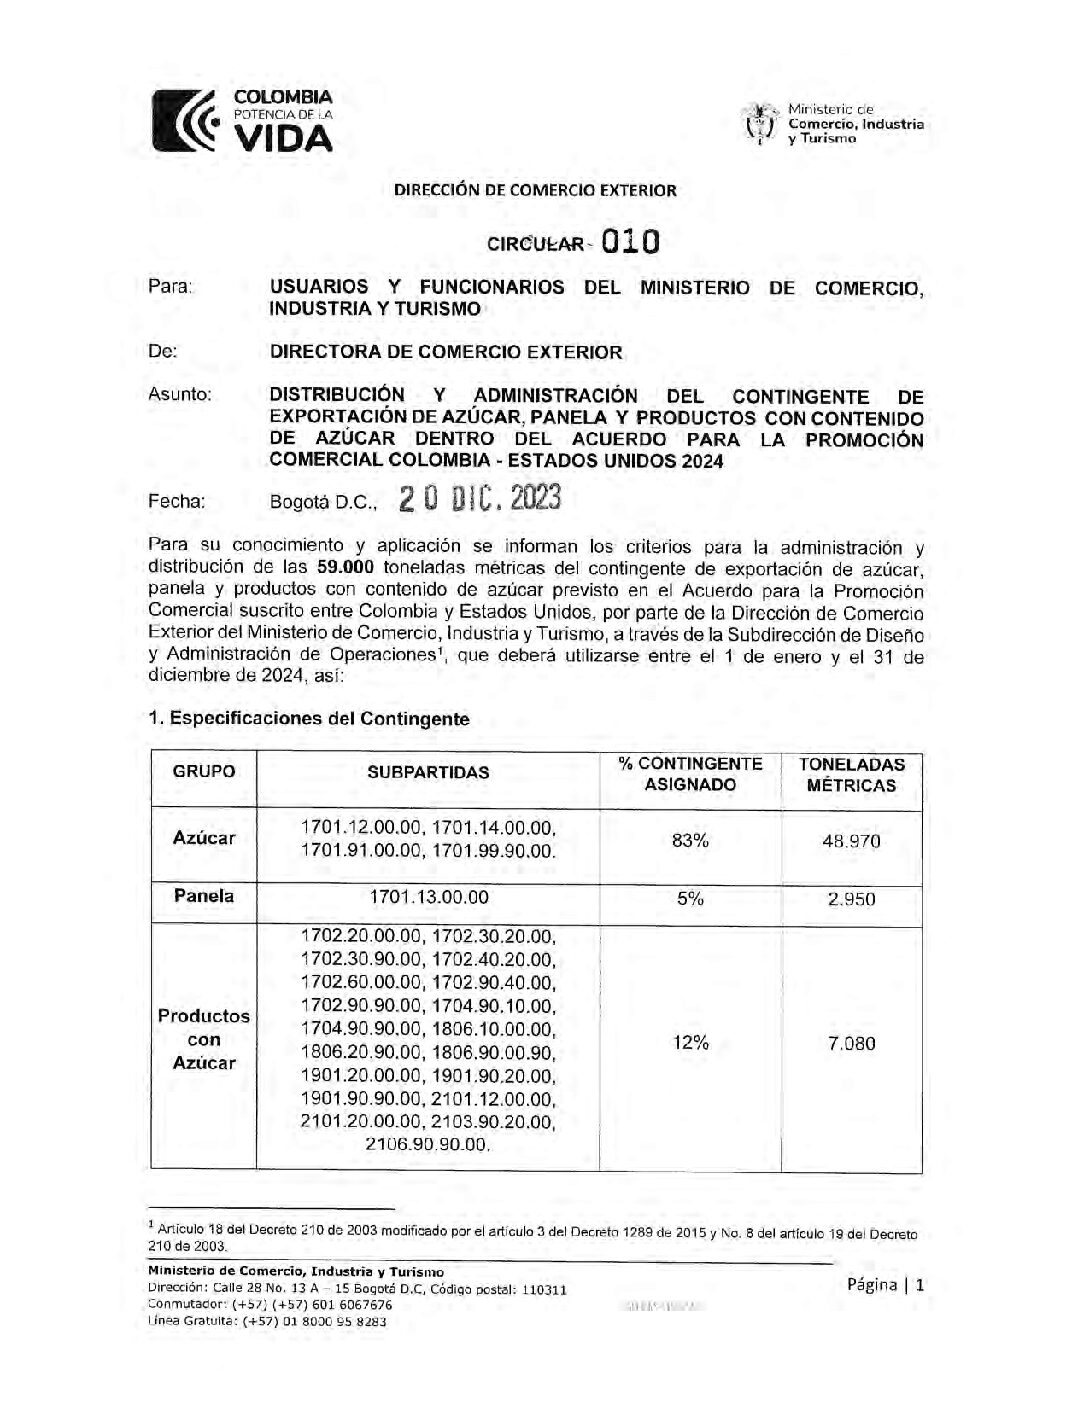 COLOMBIA
POTENCIA DE LA
VIDA
Ministerio de
Comercio, Industria
y Turismo
DIRECCIÓN DE COMERCIO EXTERIOR
CIRCULAR- 010
Para: USUARIOS Y FUNCIONARIOS DEL MINISTERIO DE COMERCIO,
INDUSTRIA Y TURISMO
De: DIRECTORA DE COMERCIO EXTERIOR
Asunto: DISTRIBUCIÓN Y ADMINISTRACIÓN DEL CONTINGENTE DE
EXPORTACIÓN DE AZÚCAR, PANELA Y PRODUCTOS CON CONTENIDO
DE AZÚCAR DENTRO DEL ACUERDO PARA LA PROMOCIÓN
COMERCIAL COLOMBIA - ESTADOS UNIDOS 2024
Fecha: Bogotá D.C., 20 DIC. 2023
Para su conocimiento y aplicación se informan los criterios para la administración y
distribución de las 59.000 toneladas métricas del contingente de exportación de azúcar,
panela y productos con contenido de azúcar previsto en el Acuerdo para la Promoción
Comercial suscrito entre Colombia y Estados Unidos, por parte de la Dirección de Comercio
Exterior del Ministerio de Comercio, Industria y Turismo, a través de la Subdirección de Diseño
y Administración de Operaciones¹, que deberá utilizarse entre el 1 de enero y el 31 de
diciembre de 2024, así:
1. Especificaciones del Contingente
GRUPO SUBPARTIDAS % CONTINGENTE ASIGNADO TONELADAS MÉTRICAS
Azúcar 1701.12.00.00, 1701.14.00.00,
1701.91.00.00, 1701.99.90.00. 83% 48.970
Panela 1701.13.00.00 5% 2.950
Productos con Azúcar 1702.20.00.00, 1702.30.20.00,
1702.30.90.00, 1702.40.20.00,
1702.60.00.00, 1702.90.40.00,
1702.90.90.00, 1704.90.10.00,
1704.90.90.00, 1806.10.00.00,
1806.20.90.00, 1806.90.00.90,
1901.20.00.00, 1901.90.20.00,
1901.90.90.00, 2101.12.00.00,
2101.20.00.00, 2103.90.20.00,
2106.90.90.00. 12% 7.080
¹ Artículo 18 del Decreto 210 de 2003 modificado por el artículo 3 del Decreto 1289 de 2015 y No. 8 del artículo 19 del Decreto
210 de 2003.
Ministerio de Comercio, Industria y Turismo
Dirección: Calle 28 No. 13 A – 15 Bogotá D.C, Código postal: 110311
Conmutador: (+57) (+57) 601 6067676
Línea Gratuita: (+57) 01 8000 95 8283
Página | 1